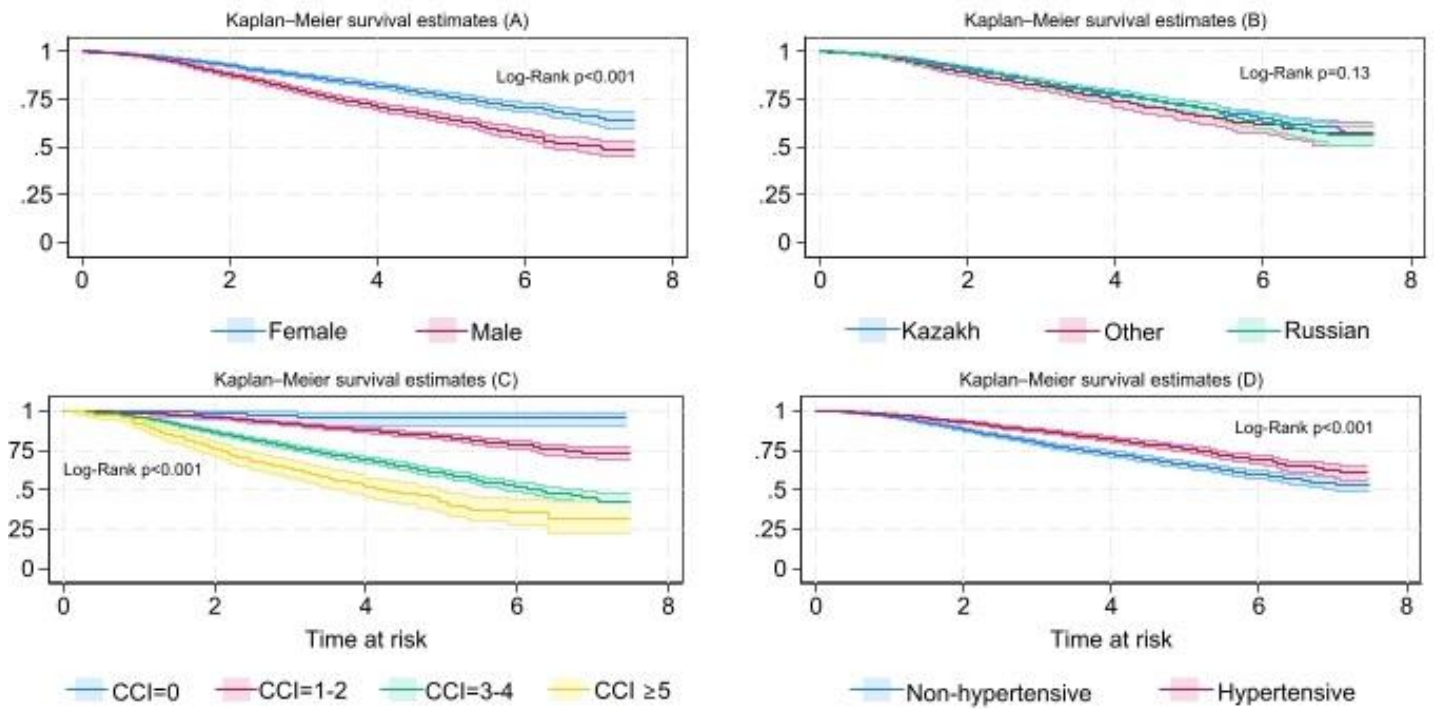 Kaplan–Meier survival estimates (A)
Log-Rank p<0.001
1
.75
.5
.25
0
0 2 4 6 8
Female Male
Kaplan–Meier survival estimates (B)
Log-Rank p=0.13
1
.75
.5
.25
0
0 2 4 6 8
Kazakh Other Russian
Kaplan–Meier survival estimates (C)
Log-Rank p<0.001
1
75
.5
25
0
0 2 4 6 8
Time at risk
CCI=0 CCI=1-2 CCI=3-4 CCI ≥5
Kaplan–Meier survival estimates (D)
Log-Rank p<0.001
1
.75
.5
.25
0
0 2 4 6 8
Time at risk
Non-hypertensive Hypertensive